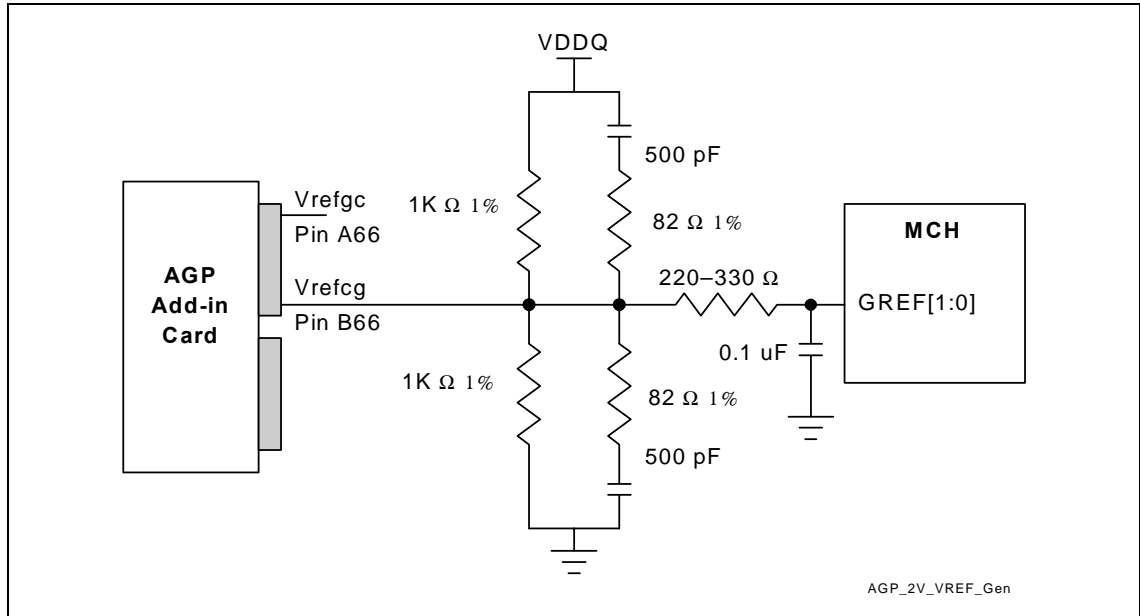 VDDQ
500 pF
Vrefgc
1K Ω 1%
Pin A66
82 Ω 1%
MCH
AGP
Add-in
Card
220–330 Ω
Vrefcg
GREF[1:0]
Pin B66
0.1 uF
1K Ω 1%
82 Ω 1%
500 pF
AGP_2V_VREF_Gen